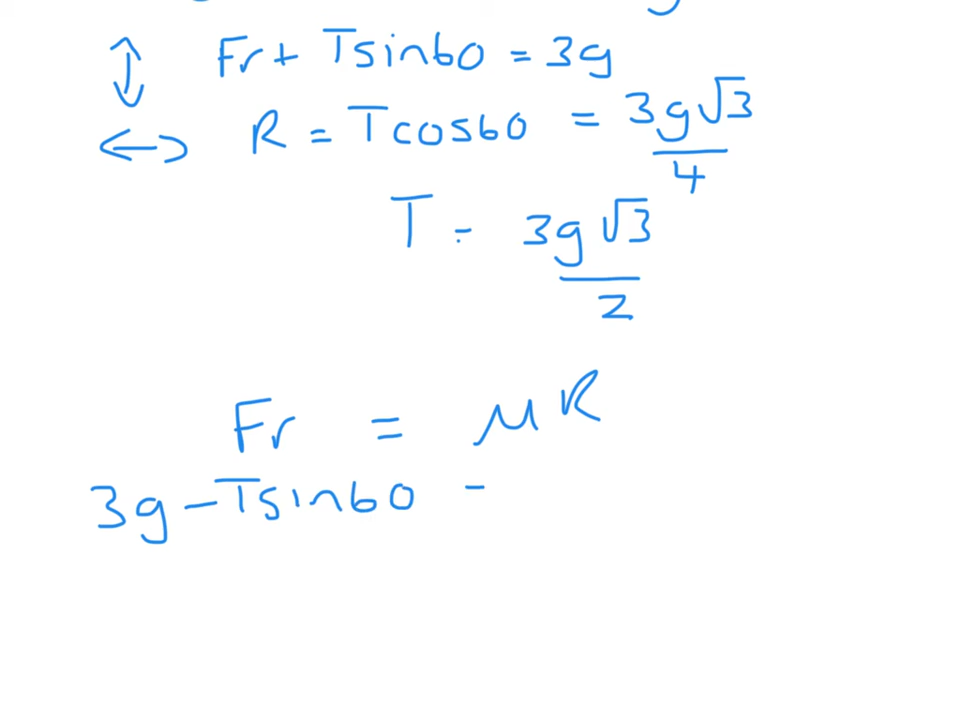 g
Fr + Tsin60 = 3g
R = Tcos60 = 3g√3/4
T = 3g√3/2
Fr = μR
3g - Tsin60 -